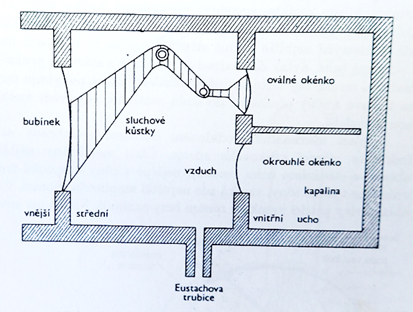 oválné okénko
bubínek
sluchové
kůstky
okrouhlé okénko
vzduch
kapalina
vnější
střední
vnitřní ucho
Eustachova
trubice